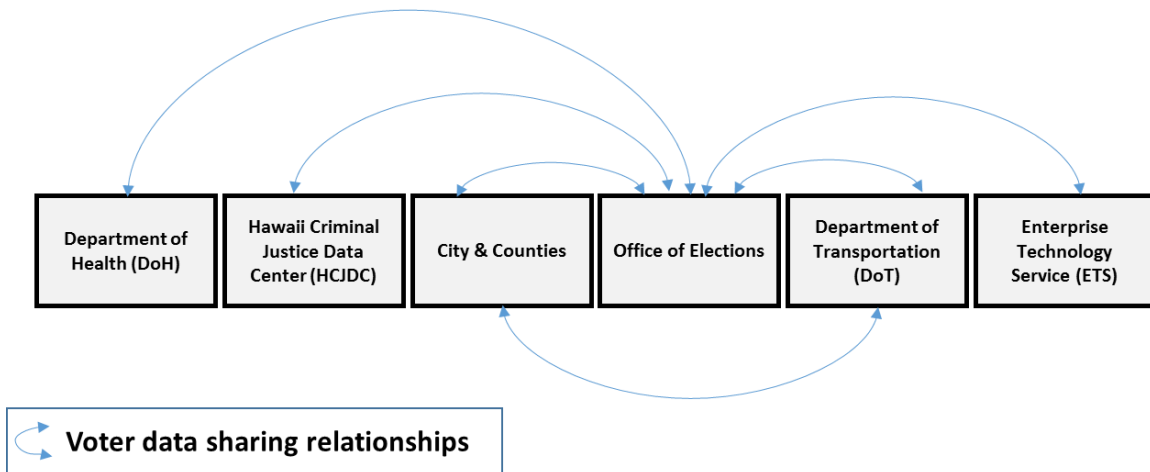 Department of
Health (DoH)
Hawaii Criminal
Justice Data
Center (HCJDC)
City & Counties
Office of Elections
Department of
Transportation
(DoT)
Enterprise
Technology
Service (ETS)
Voter data sharing relationships